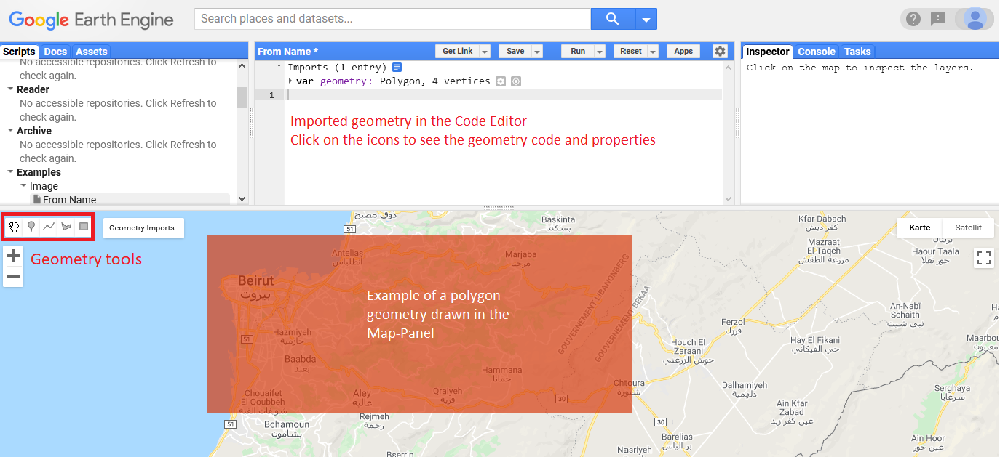 Google Earth Engine
Search places and datasets...
Scripts Docs Assets
No accessible repositories. Click Refresh to
check again.
Reader
No accessible repositories. Click Refresh to
check again.
Archive
No accessible repositories. Click Refresh to
check again.
Examples
Image
From Name
From Name *
Get Link Save Run Reset Apps
Imports (1 entry)
var geometry: Polygon, 4 vertices
1
Imported geometry in the Code Editor
Click on the icons to see the geometry code and properties
Inspector Console Tasks
Click on the map to inspect the layers.
Geometry Imports
Geometry tools
Karte Satellit
دوق مصبح
51
Baskinta
بسكينتا
Kfar Dabach
كفر دبش
Mazraat
El Taqch
مزرعة الطقش
Haour Taala
حور تعلا
Antelias
أنطلياس
Marjaba
مرجبا
Beirut
بيروت
Example of a polygon
geometry drawn in the
Map-Panel
GOUVERNEMENT LIBANONBERG
GOUVERNEMENT BEKAA
An-Nabī
Schaith
نبي شيت
Ferzol
فرزل
Hazmiyeh
حازمية
51
Houch El
Zaraani
حوش الزرعني
Hay El Fikani
حي الفيكاني
Baabda
بعبدا
Hammana
حمانا
Chtoura
شتورة
Dalhamiyeh
دلهمية
Serghaya
سرغايا
Chouaifet
El Qoubbeh
شويفات القبة
Aley
عاليه
Qraiyeh
قرية
30
Ain Kfar
Zabad
عين كفر زبد
51
Bchamoun
بشامون
Rejmeh
رجمة
30
Barelias
بر الياس
Ain Hoor
عين حور
Nasriyeh
Bserrin